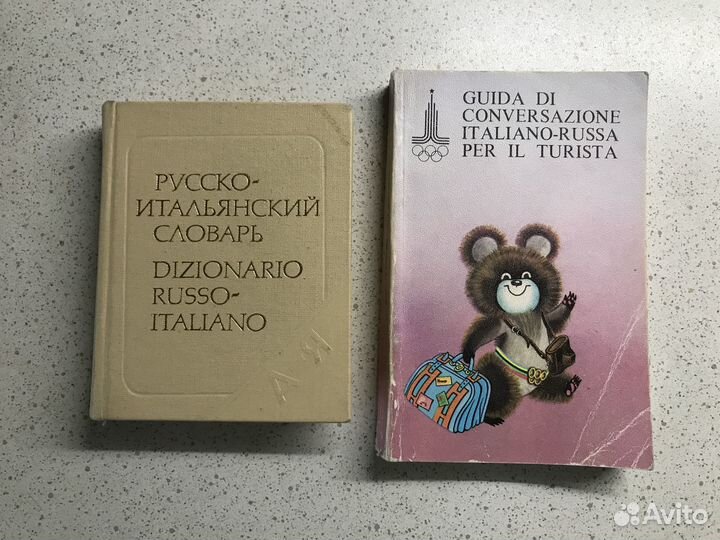 РУССКО-
ИТАЛЬЯНСКИЙ
СЛОВАРЬ
DIZIONARIO
RUSSO-
ITALIANO
А Я
GUIDA DI
CONVERSAZIONE
ITALIANO-RUSSA
PER IL TURISTA
Avito